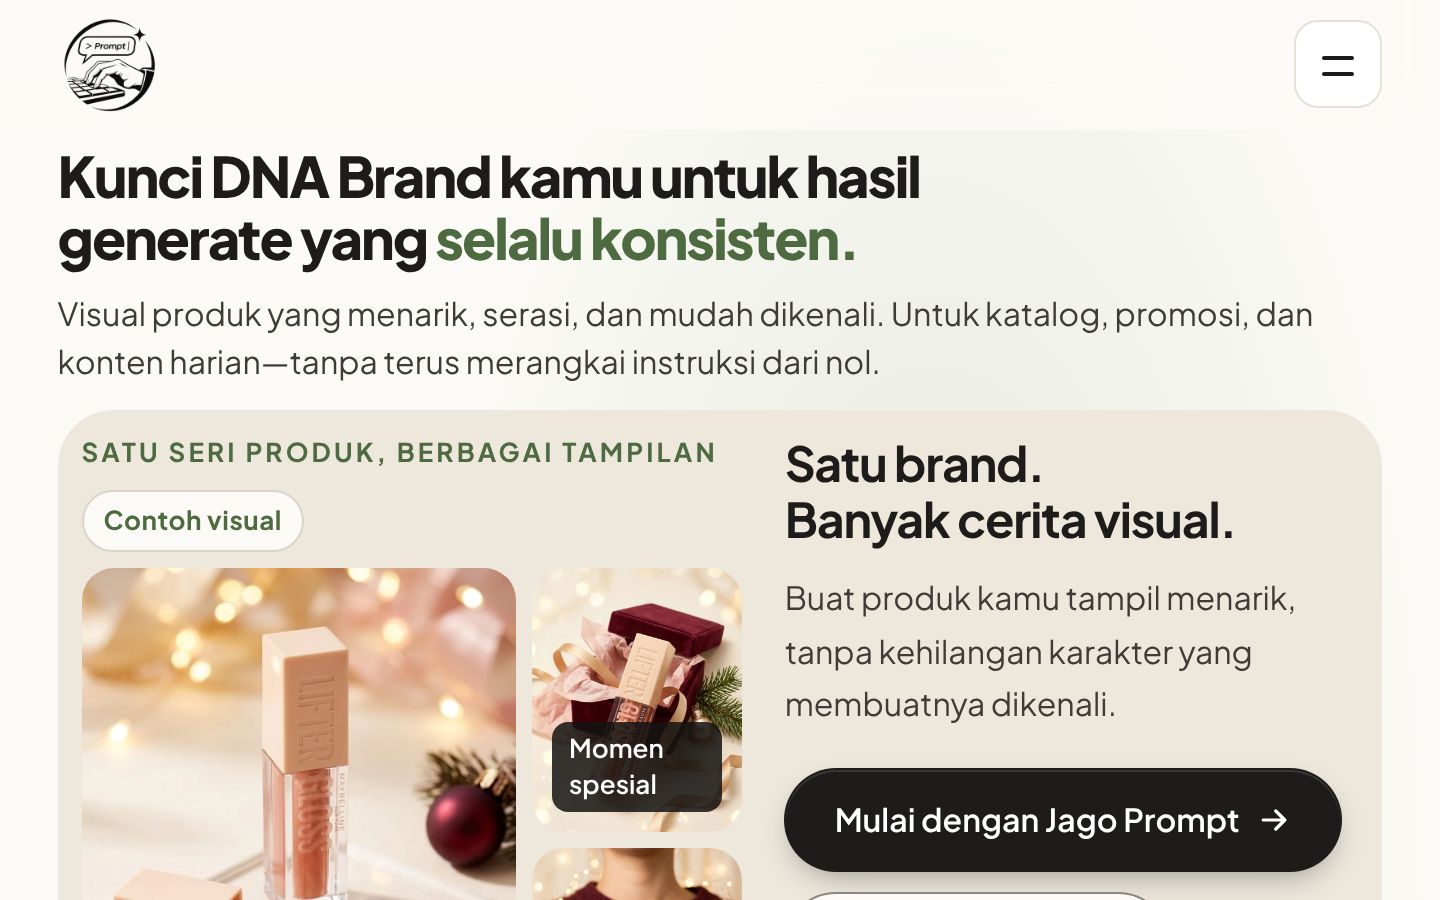 > Prompt|
Kunci DNA Brand kamu untuk hasil
generate yang selalu konsisten.
Visual produk yang menarik, serasi, dan mudah dikenali. Untuk katalog, promosi, dan
konten harian—tanpa terus merangkai instruksi dari nol.
SATU SERI PRODUK, BERBAGAI TAMPILAN
Contoh visual
LIFTER
GLOSS
MAYBELLINE
LIFTER
Momen
spesial
Satu brand.
Banyak cerita visual.
Buat produk kamu tampil menarik,
tanpa kehilangan karakter yang
membuatnya dikenali.
Mulai dengan Jago Prompt →